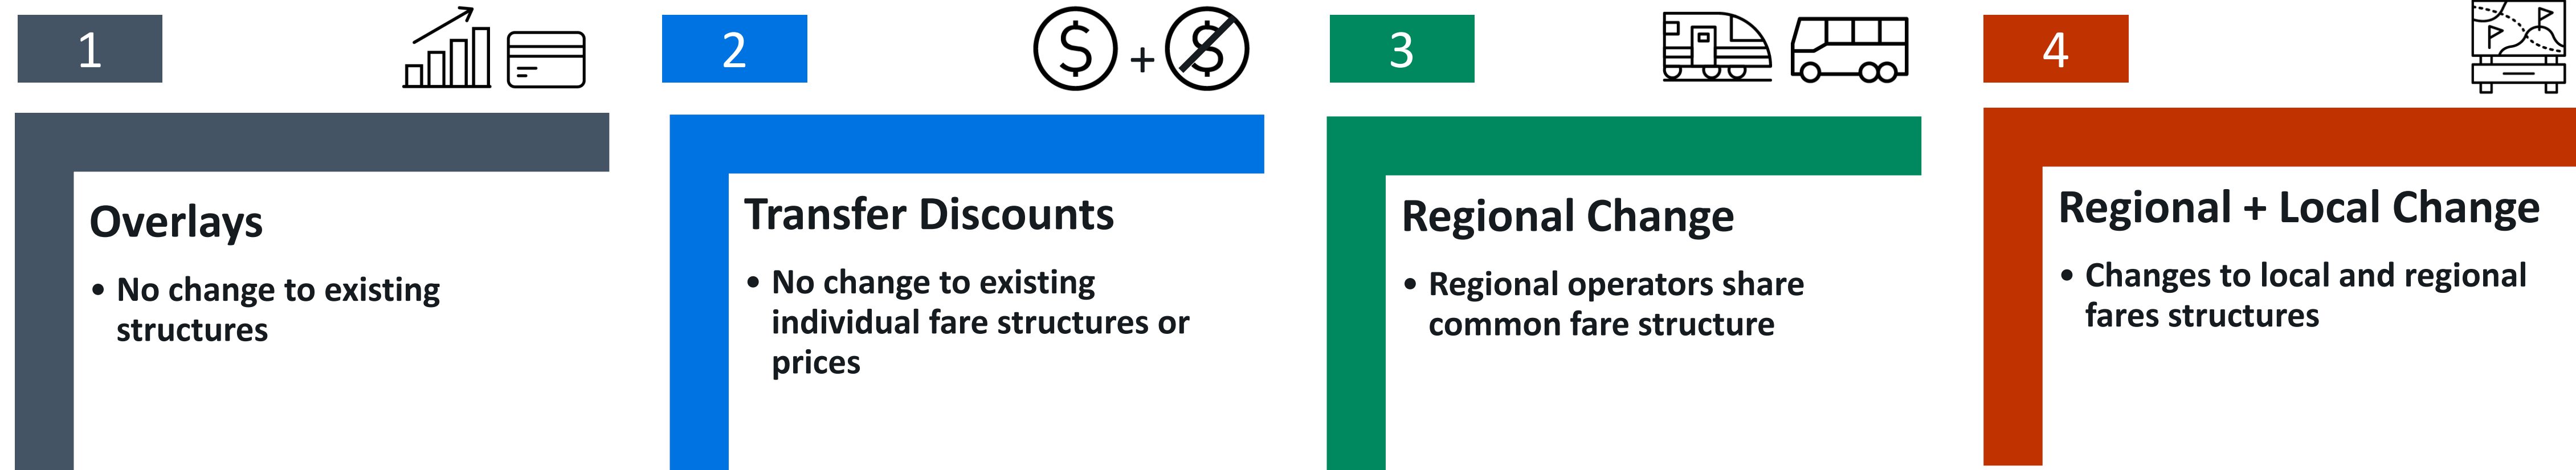 1
Overlays
• No change to existing
structures
2
+
Transfer Discounts
• No change to existing
individual fare structures or
prices
3
Regional Change
• Regional operators share
common fare structure
4
Regional + Local Change
• Changes to local and regional
fares structures